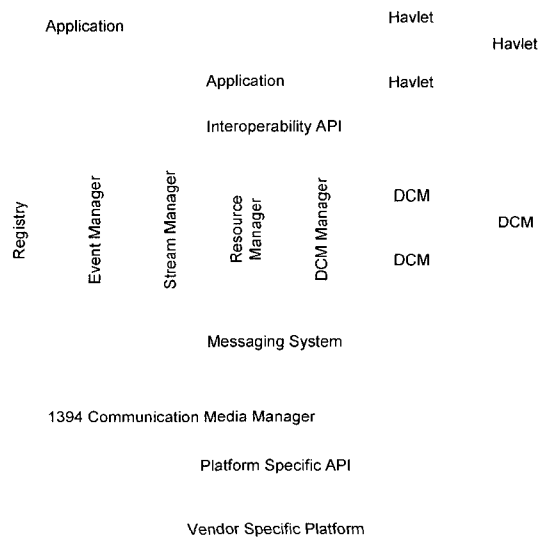 Application
Havlet
Havlet
Application
Havlet
Interoperability API
Registry
Event Manager
Stream Manager
Resource
Manager
DCM Manager
DCM
DCM
DCM
Messaging System
1394 Communication Media Manager
Platform Specific API
Vendor Specific Platform